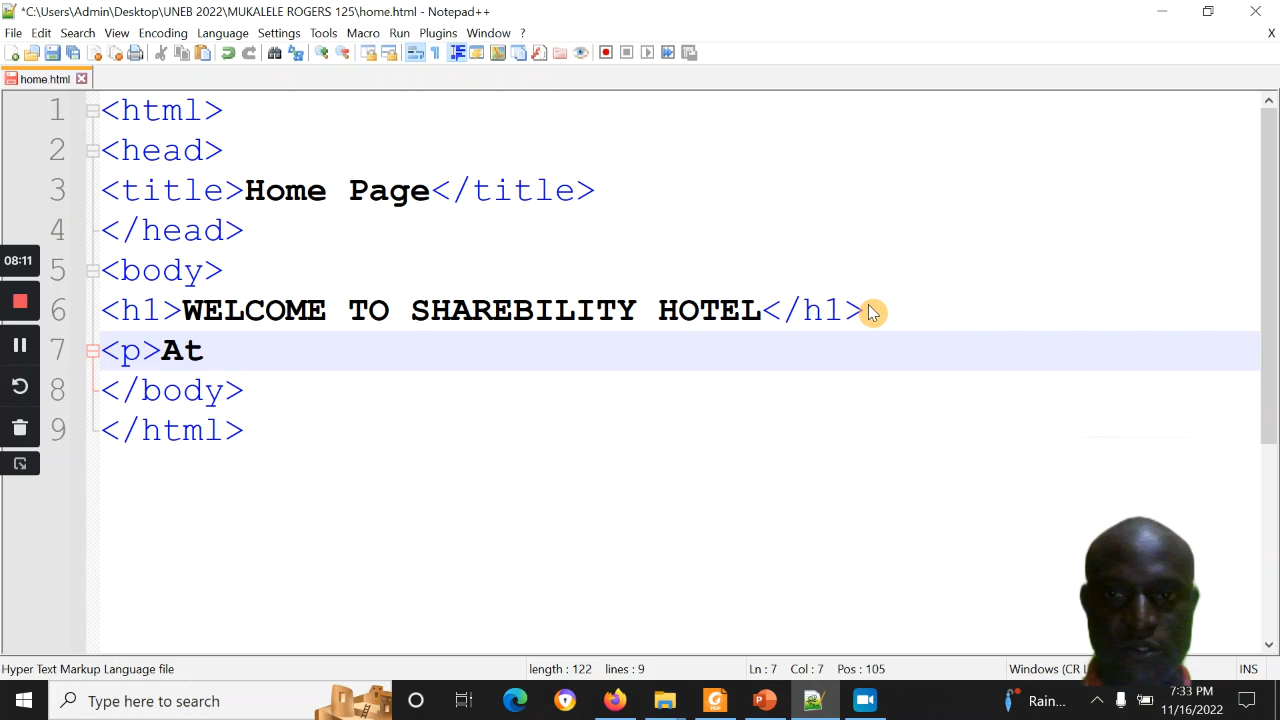 *C:\Users\Admin\Desktop\UNEB 2022\MUKALELE ROGERS 125\home.html - Notepad++
File Edit Search View Encoding Language Settings Tools Macro Run Plugins Window ? X
home.html
1 <html>
2 <head>
3 <title>Home Page</title>
4 </head>
08:11
5 <body>
6 <h1>WELCOME TO SHAREBILITY HOTEL</h1>
7 <p>At
8 </body>
9 </html>
Hyper Text Markup Language file length : 122 lines : 9 Ln : 7 Col : 7 Pos : 105 Windows (CR L INS
Type here to search Rain... 7:33 PM
11/16/2022